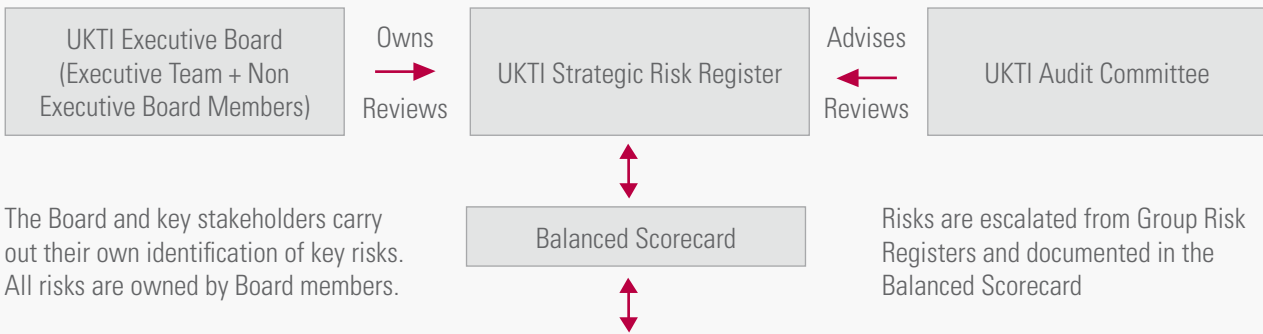 UKTI Executive Board
(Executive Team + Non
Executive Board Members)
Owns
Reviews
UKTI Strategic Risk Register
Advises
Reviews
UKTI Audit Committee
The Board and key stakeholders carry
out their own identification of key risks.
All risks are owned by Board members.
Balanced Scorecard
Risks are escalated from Group Risk
Registers and documented in the
Balanced Scorecard